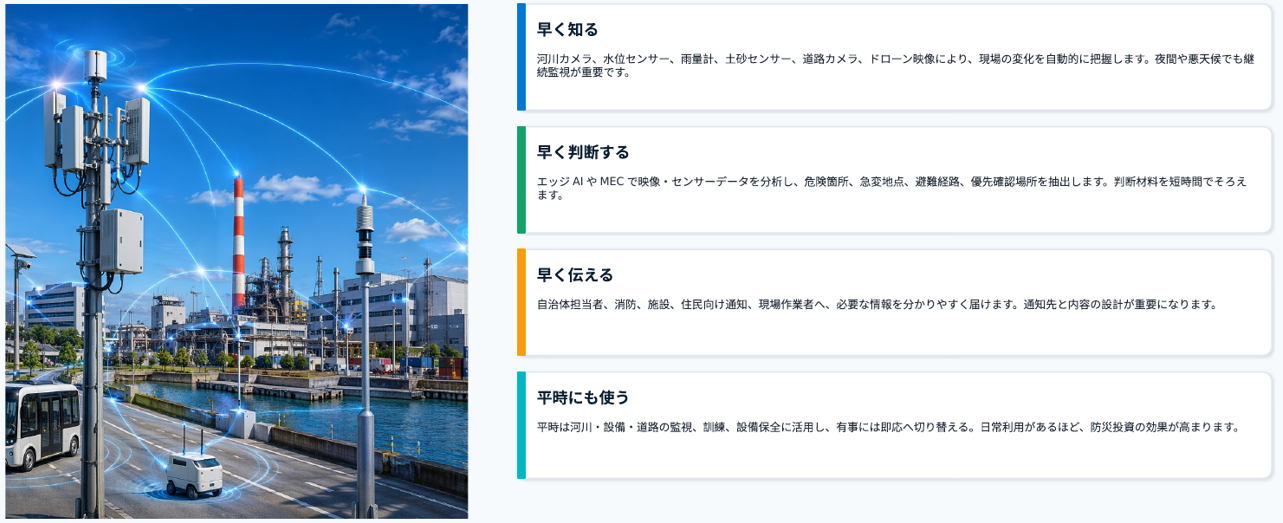 早く知る
河川カメラ、水位センサー、雨量計、土砂センサー、道路カメラ、ドローン映像により、現場の変化を自動的に把握します。夜間や悪天候でも継
続監視が重要です。
早く判断する
エッジ AI や MEC で映像・センサーデータを分析し、危険箇所、急変地点、避難経路、優先確認場所を抽出します。判断材料を短時間でそろえ
ます。
早く伝える
自治体担当者、消防、施設、住民向け通知、現場作業者へ、必要な情報を分かりやすく届けます。通知先と内容の設計が重要になります。
平時にも使う
平時は河川・設備・道路の監視、訓練、設備保全に活用し、有事には即応へ切り替える。日常利用があるほど、防災投資の効果が高まります。